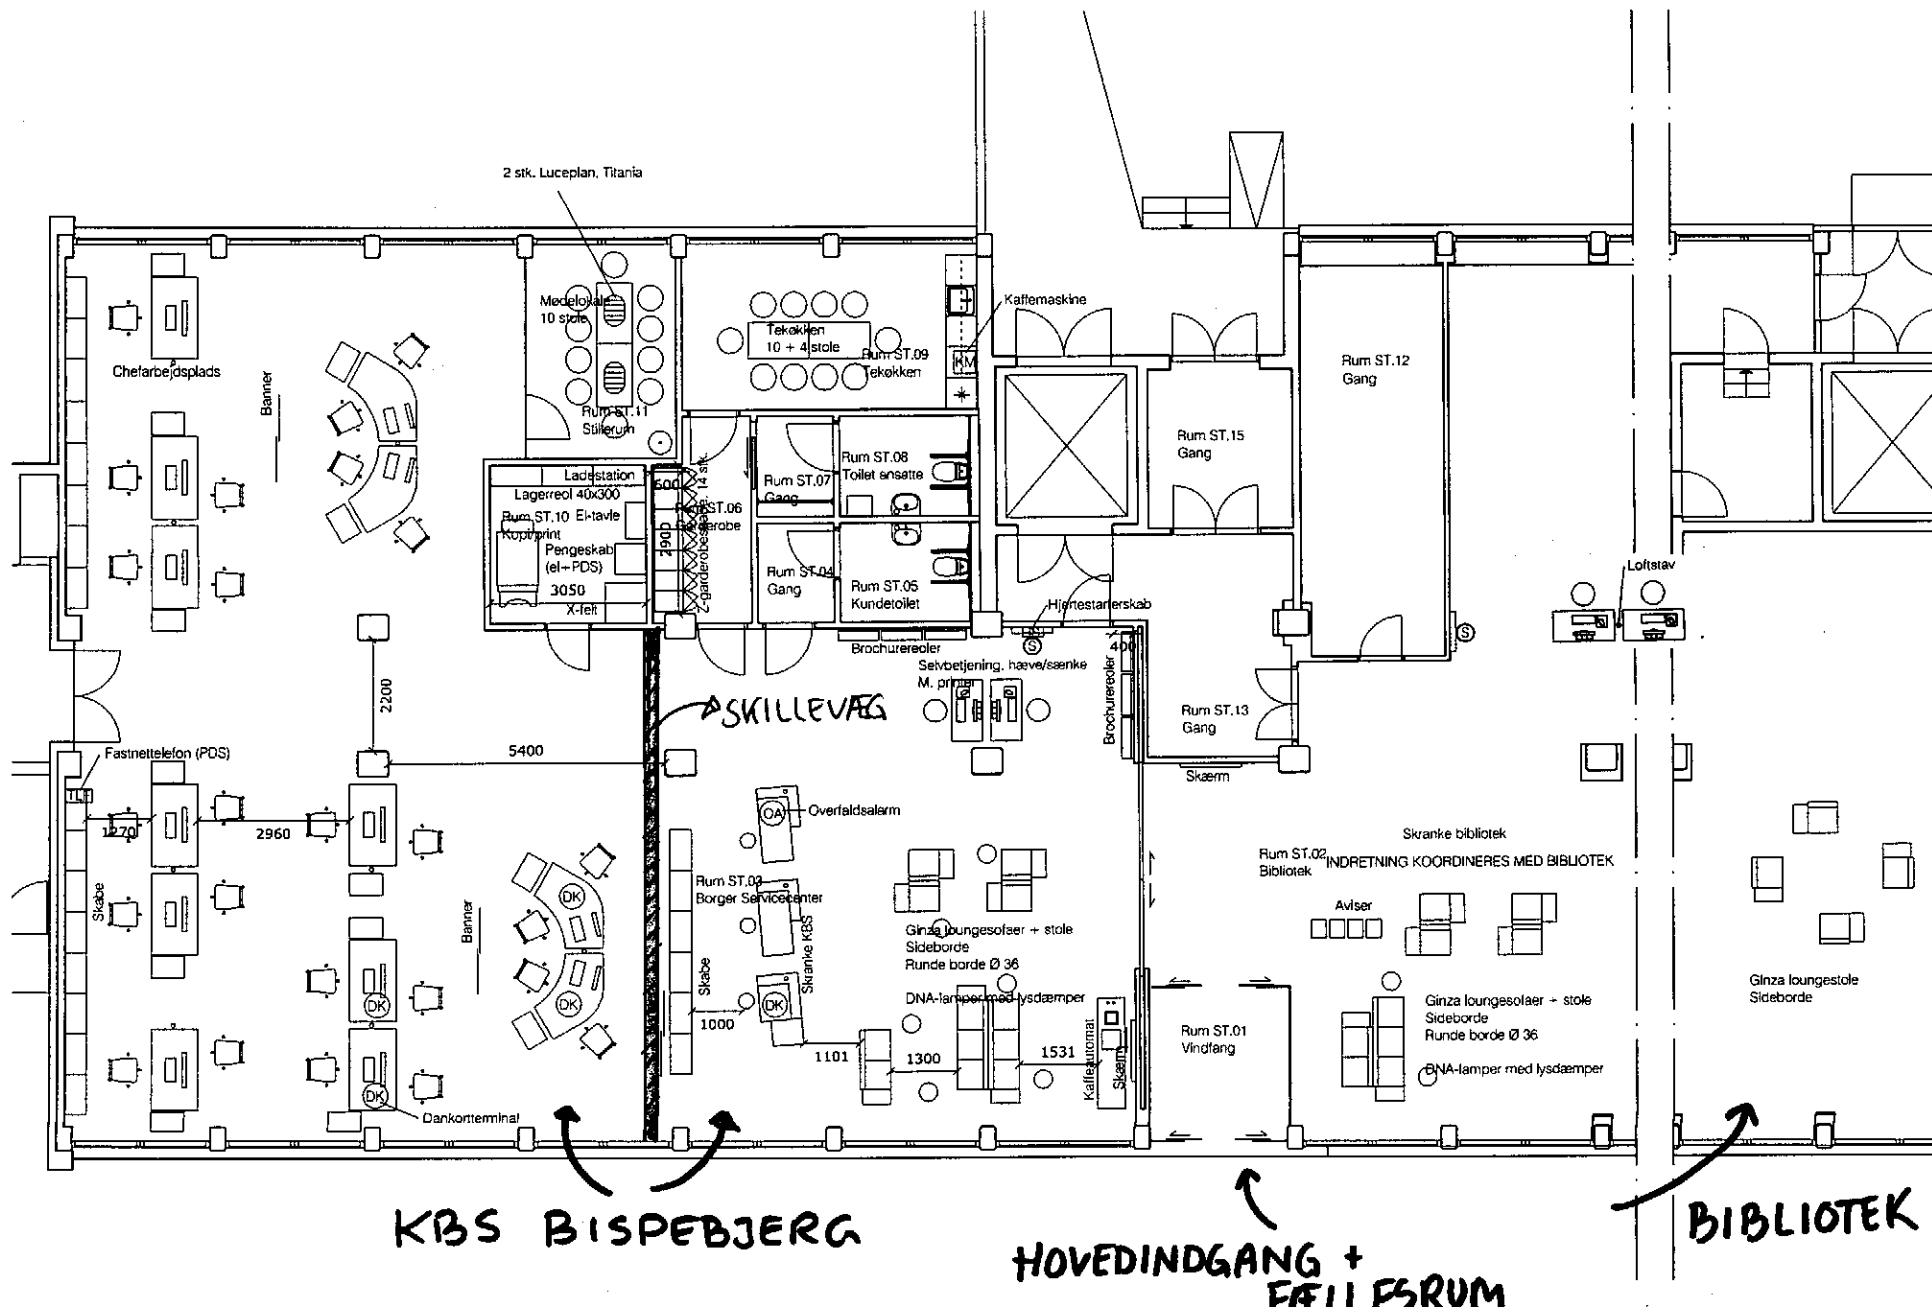 2 stk. Luceplan, Titania
Mødelokale
10 stole
Rum ST.11
Stillerum
Tekøkken
10 + 4 stole
Rum ST.09
Tekøkken
Kaffemaskine
KM
Chefarbejdsplads
Banner
Rum ST.12
Gang
Rum ST.15
Gang
Ladestation
Lagerreol 40x300
Rum ST.10
El-tavle
Kopi/print
Pengeskab
(el-PDS)
3050
X-felt
600
2900
Rum ST.06
Garderobe
Z-garderobestange. 14 stk.
Rum ST.07
Gang
Rum ST.08
Toilet ansatte
Rum ST.04
Gang
Rum ST.05
Kundetoilet
Hjertestarterskab
S
Loftstav
S
Brochurereoler
Selvbetjening. hæve/sænke
M. printer
400
Brochurereoler
Rum ST.13
Gang
SKILLEVÆG
2200
5400
Fastnettelefon (PDS)
TLF
1270
2960
Skærm
OA
Overfaldsalarm
Skranke bibliotek
Rum ST.02
Bibliotek
INDRETNING KOORDINERES MED BIBLIOTEK
Aviser
Skabe
Banner
DK
DK
DK
DK
Dankortterminal
Rum ST.03
Borger Servicecenter
Skabe
Skranke KBS
DK
1000
1101
1300
1531
Ginza loungesofaer + stole
Sideborde
Runde borde Ø 36
DNA-lamper med lysdæmper
Kaffeautomat
Skærm
Rum ST.01
Vindfang
Ginza loungesofaer + stole
Sideborde
Runde borde Ø 36
DNA-lamper med lysdæmper
Ginza loungestole
Sideborde
KBS BISPEBJERG
HOVEDINDGANG +
FÆLLESRUM
BIBLIOTEK